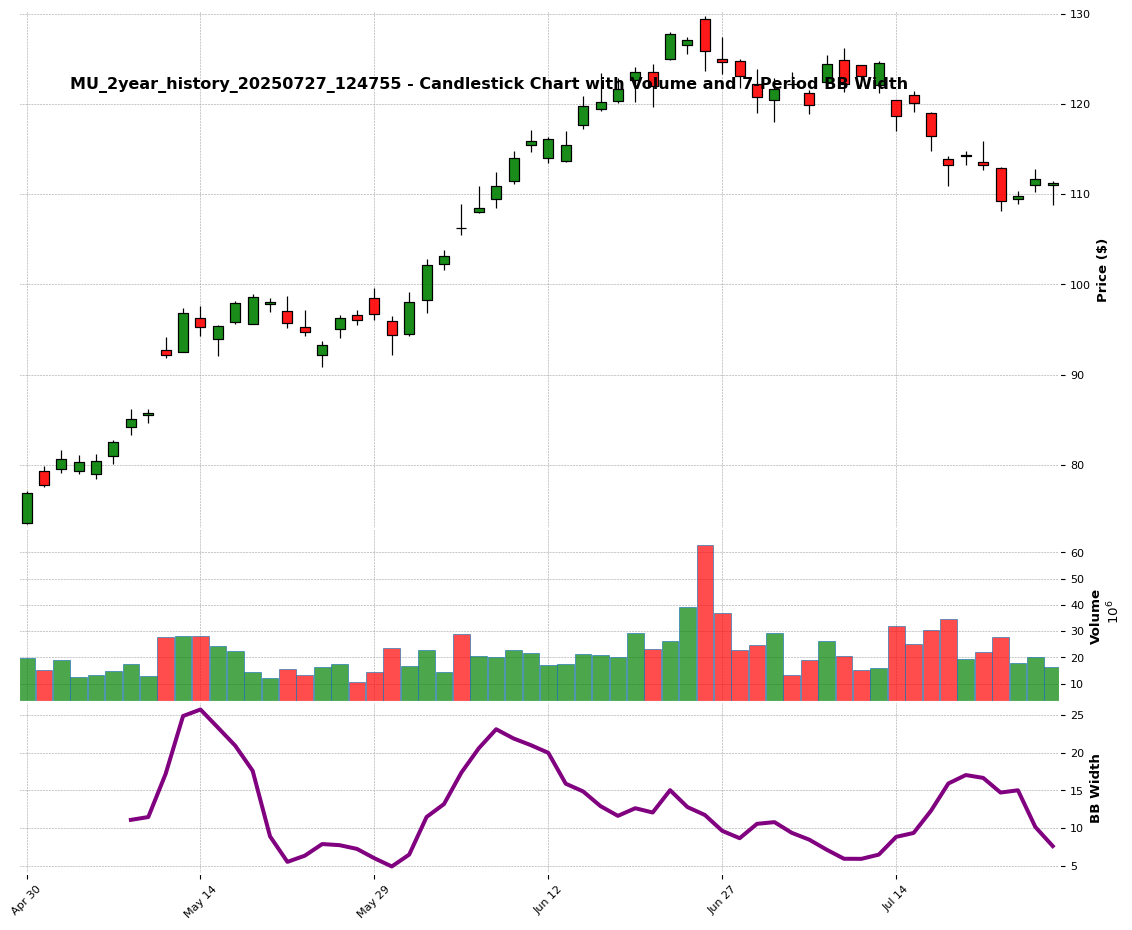 MU_2year_history_20250727_124755 - Candlestick Chart with Volume and 7-Period BB Width
130
120
110
100
90
80
Price ($)
60
50
40
30
20
10
Volume
10^6
25
20
15
10
5
BB Width
Apr 30
May 14
May 29
Jun 12
Jun 27
Jul 14